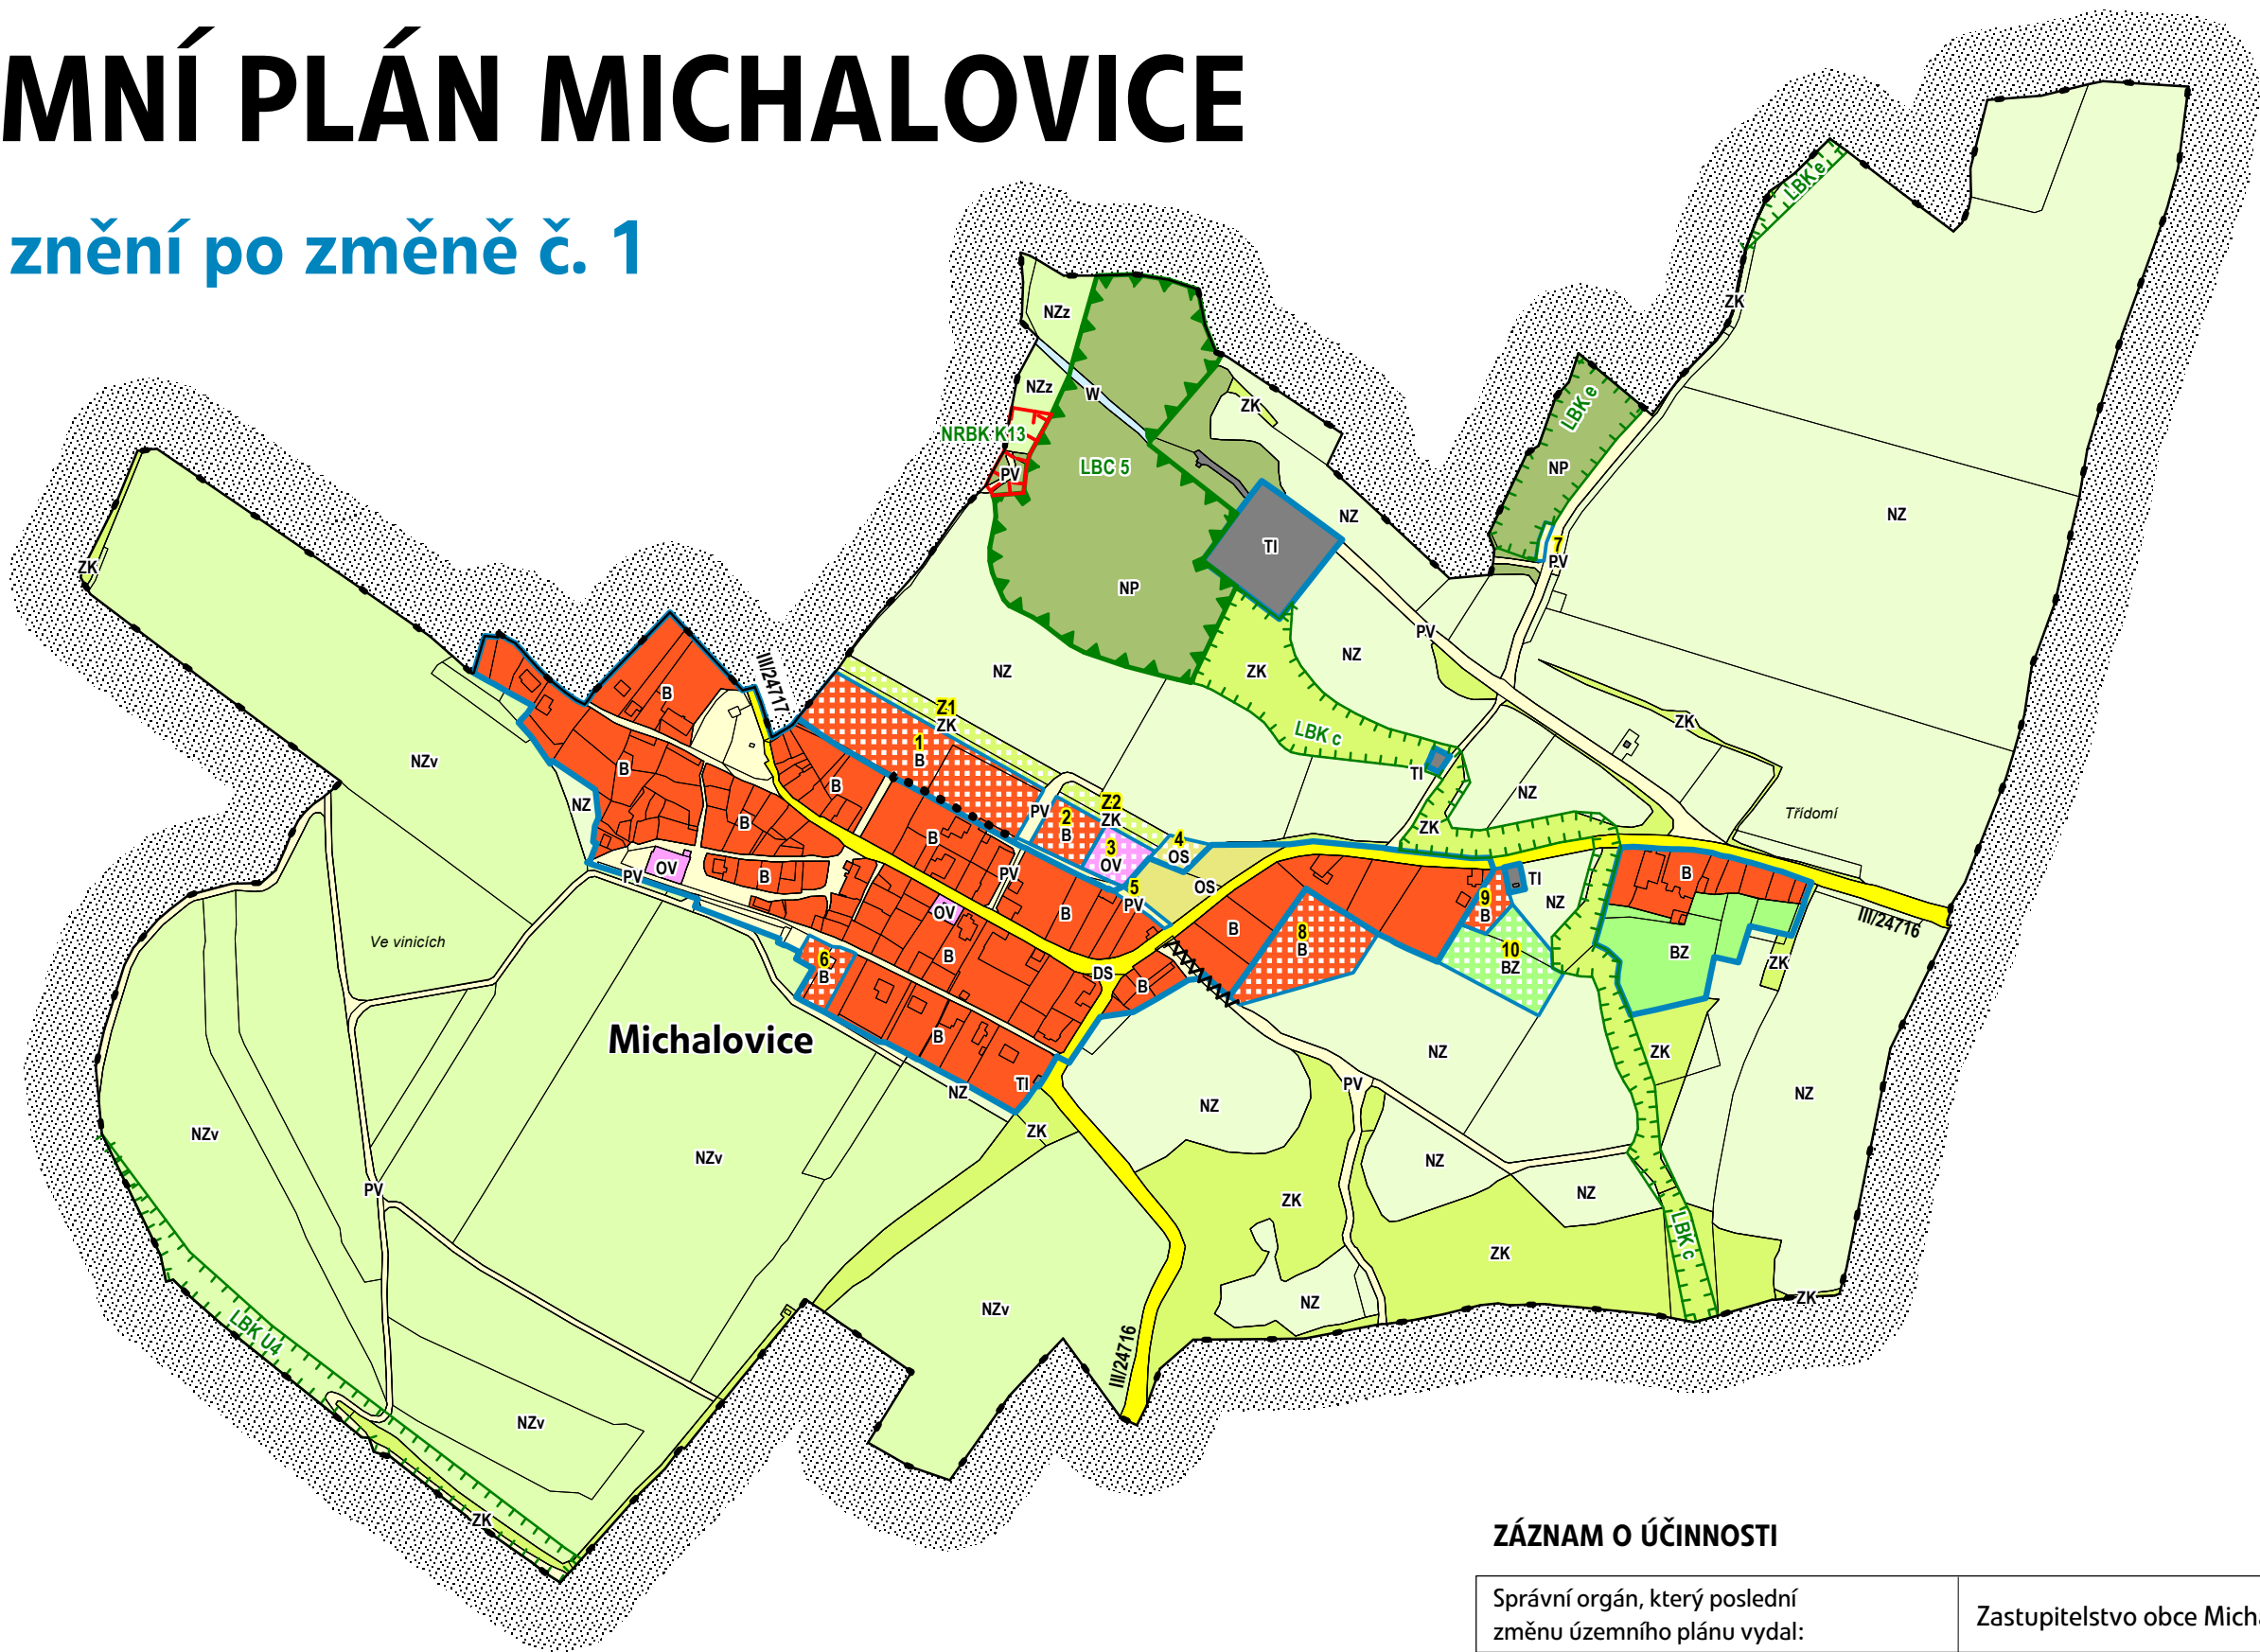 MNÍ PLÁN MICHALOVICE
znění po změně č. 1
LBK e
ZK
NZz
NZz
W
ZK
NRBK K13
PV
LBC 5
LBK e
NP
NZ
NZ
TI
7
PV
ZK
NP
PV
NZ
NZ
ZK
III/24717
B
Z1
ZK
LBK c
ZK
1
B
NZv
B
NZ
B
TI
NZ
PV
Z2
ZK
Třídomí
2
B
4
OS
ZK
B
B
3
OV
PV
OV
B
PV
5
PV
OS
TI
B
9
B
NZ
OV
B
B
8
B
III/24716
Ve vinicích
B
10
BZ
BZ
ZK
6
B
DS
B
Michalovice
B
NZ
ZK
TI
NZ
PV
NZ
NZ
ZK
NZv
NZv
NZ
PV
NZ
ZK
LBK c
ZK
NZv
NZ
ZK
LBK U4
III/24716
NZv
ZK
ZÁZNAM O ÚČINNOSTI
Správní orgán, který poslední
změnu územního plánu vydal:
Zastupitelstvo obce